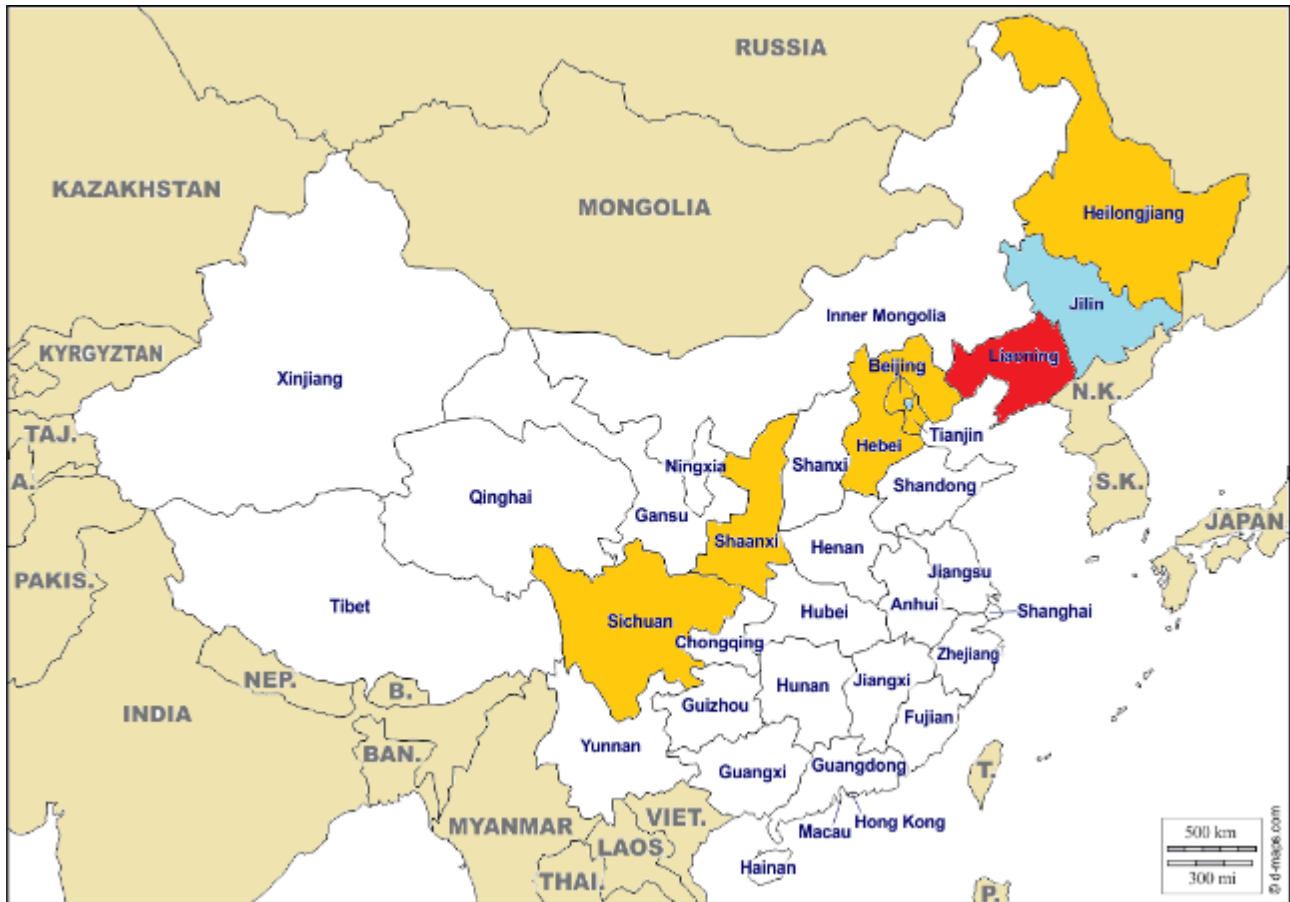 RUSSIA
KAZAKHSTAN
MONGOLIA
Heilongjiang
Jilin
Inner Mongolia
KYRGYZTAN
Xinjiang
Beijing
Liaoning
N.K.
TAJ.
Hebei
Tianjin
A.
Ningxia
Shanxi
Qinghai
Shandong
S.K.
Gansu
JAPAN
Shaanxi
Henan
PAKIS.
Jiangsu
Tibet
Sichuan
Hubei
Anhui
Shanghai
Chongqing
Zhejiang
NEP.
B.
Hunan
Jiangxi
INDIA
Guizhou
Fujian
BAN.
Yunnan
Guangxi
Guangdong
T.
MYANMAR
VIET.
Macau
Hong Kong
LAOS
Hainan
THAI.
P.
500 km
300 mi
© d-maps.com